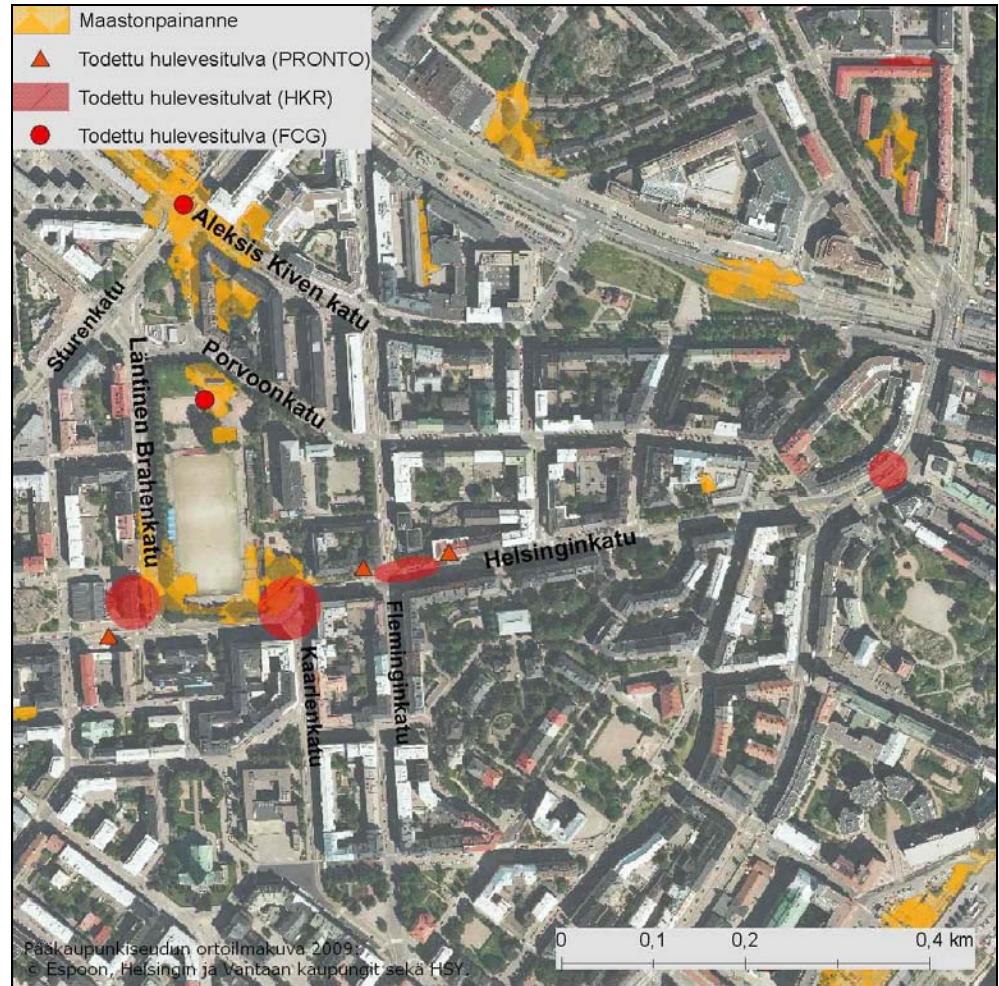 Maastonpainanne
Todettu hulevesitulva (PRONTO)
Todettu hulevesitulvat (HKR)
Todettu hulevesitulva (FCG)
Aleksis Kiven katu
Sturenkatu
Porvoonkatu
Läntinen Brahenkatu
Helsinginkatu
Fleminginkatu
Kaarlenkatu
Pääkaupunkiseudun ortoilmakuva 2009:
© Espoon, Helsingin ja Vantaan kaupungit sekä HSY.
0 0,1 0,2 0,4 km